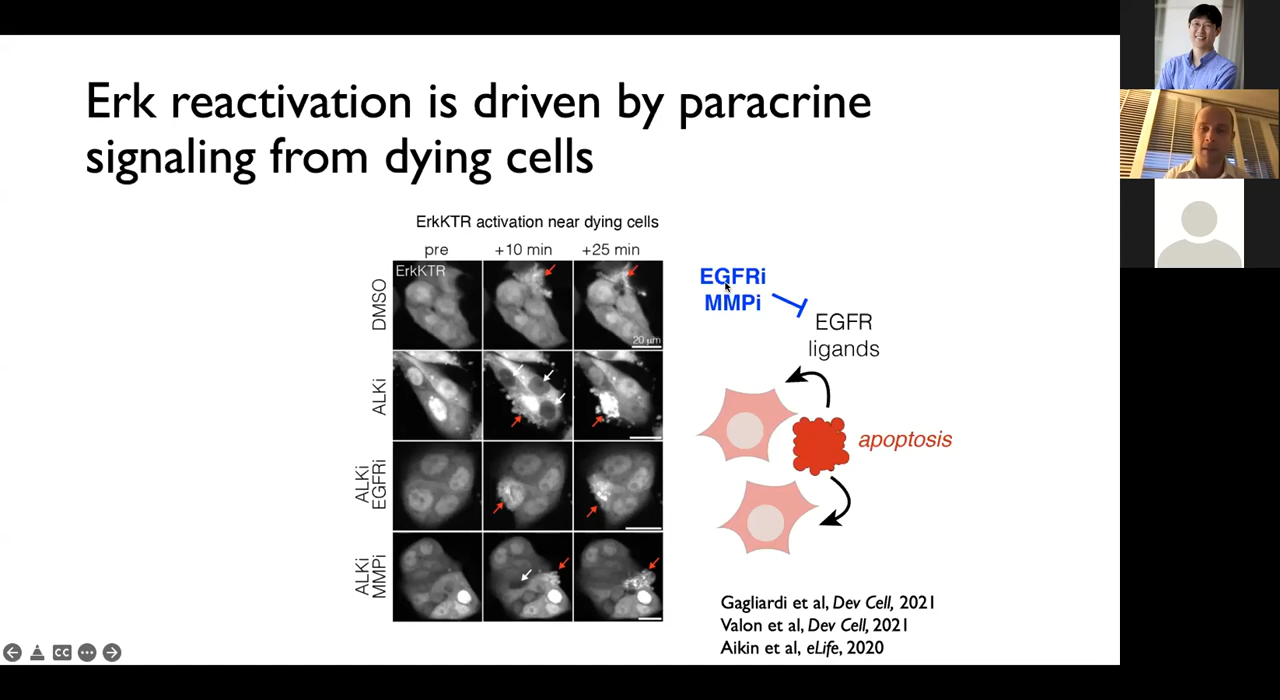 Erk reactivation is driven by paracrine
signaling from dying cells
ErkKTR activation near dying cells
pre +10 min +25 min
ErkKTR
DMSO
20 μm
ALKi
ALKi
EGFRi
ALKi
MMPi
EGFRi
MMPi
EGFR
ligands
apoptosis
Gagliardi et al, Dev Cell, 2021
Valon et al, Dev Cell, 2021
Aikin et al, eLife, 2020
CC